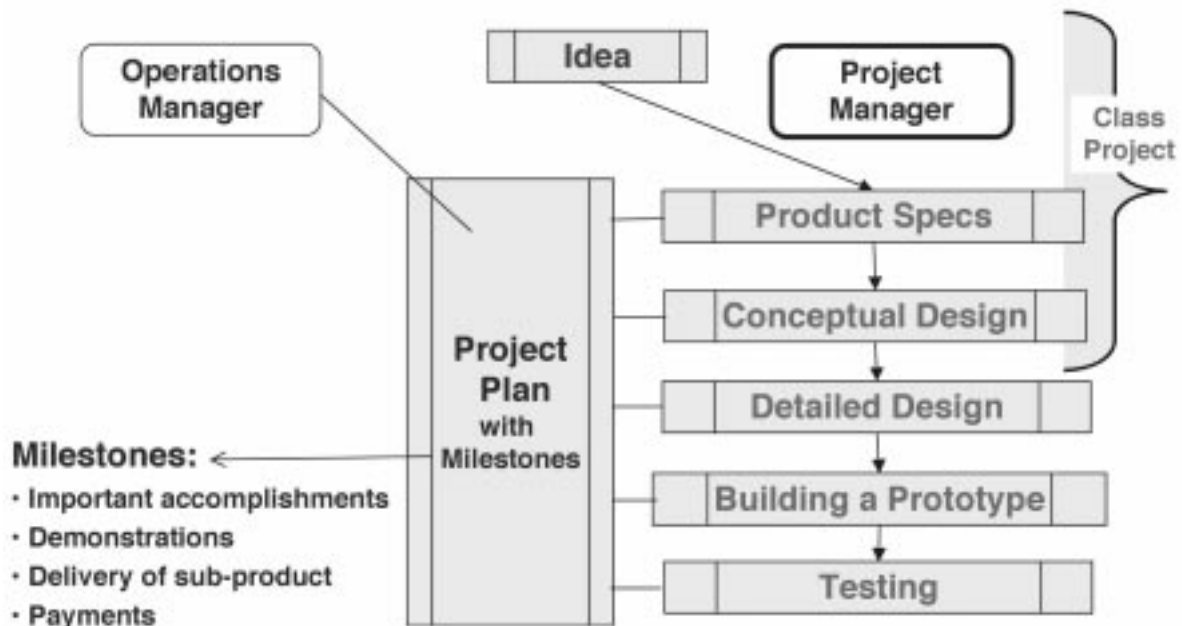 Operations
Manager
Idea
Project
Manager
Class
Project
Product Specs
Conceptual Design
Project
Plan
with
Milestones
Detailed Design
Building a Prototype
Testing
Milestones:
· Important accomplishments
· Demonstrations
· Delivery of sub-product
· Payments